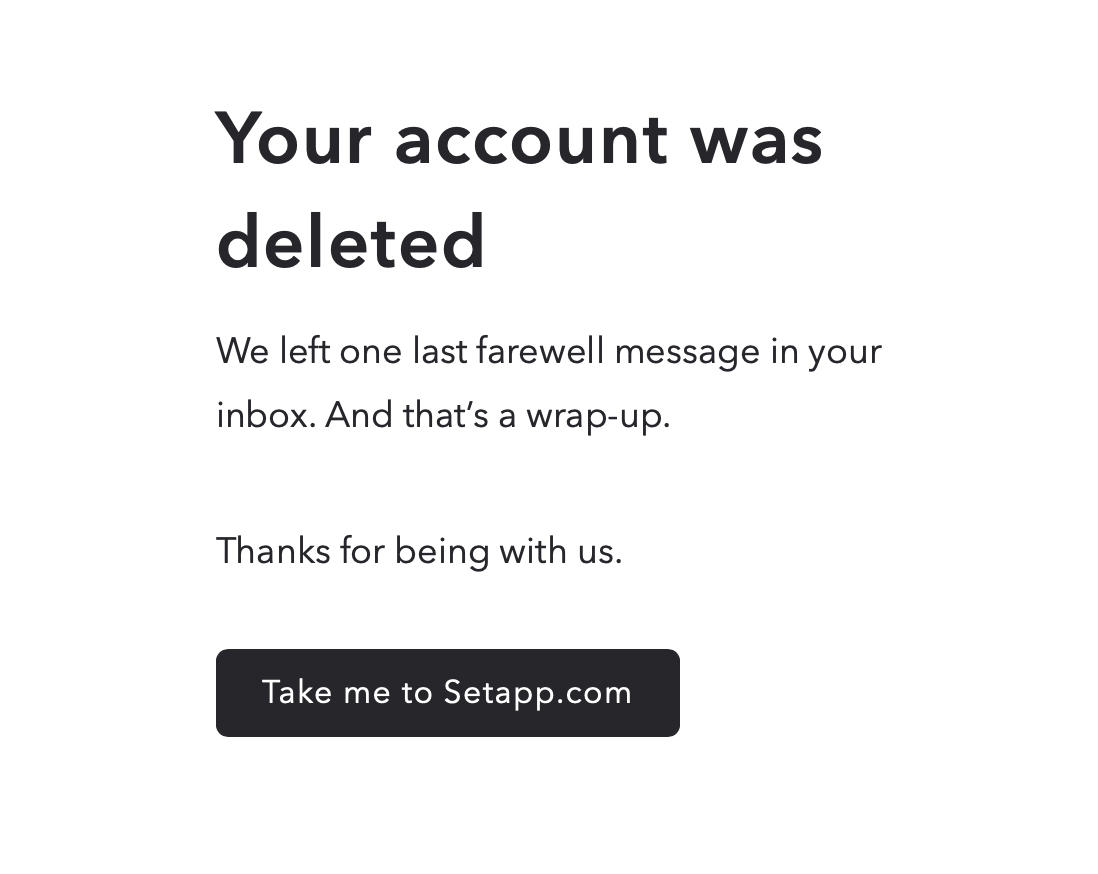 Your account was
deleted
We left one last farewell message in your
inbox. And that’s a wrap-up.
Thanks for being with us.
Take me to Setapp.com